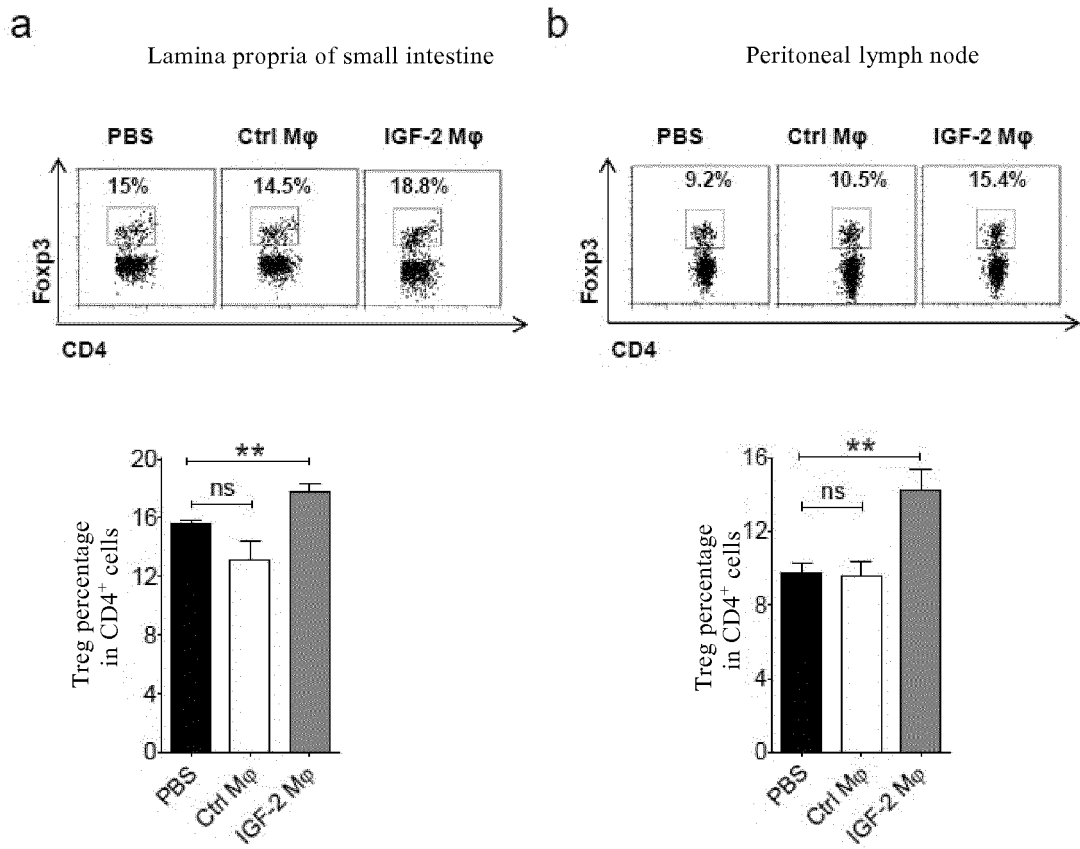 a
Lamina propria of small intestine
PBS
Ctrl Mφ
IGF-2 Mφ
15%
14.5%
18.8%
Foxp3
CD4
b
Peritoneal lymph node
PBS
Ctrl Mφ
IGF-2 Mφ
9.2%
10.5%
15.4%
Foxp3
CD4
20
16
12
8
4
0
**
ns
Treg percentage
in CD4⁺ cells
PBS
Ctrl Mφ
IGF-2 Mφ
16
12
8
4
0
**
ns
Treg percentage
in CD4⁺ cells
PBS
Ctrl Mφ
IGF-2 Mφ